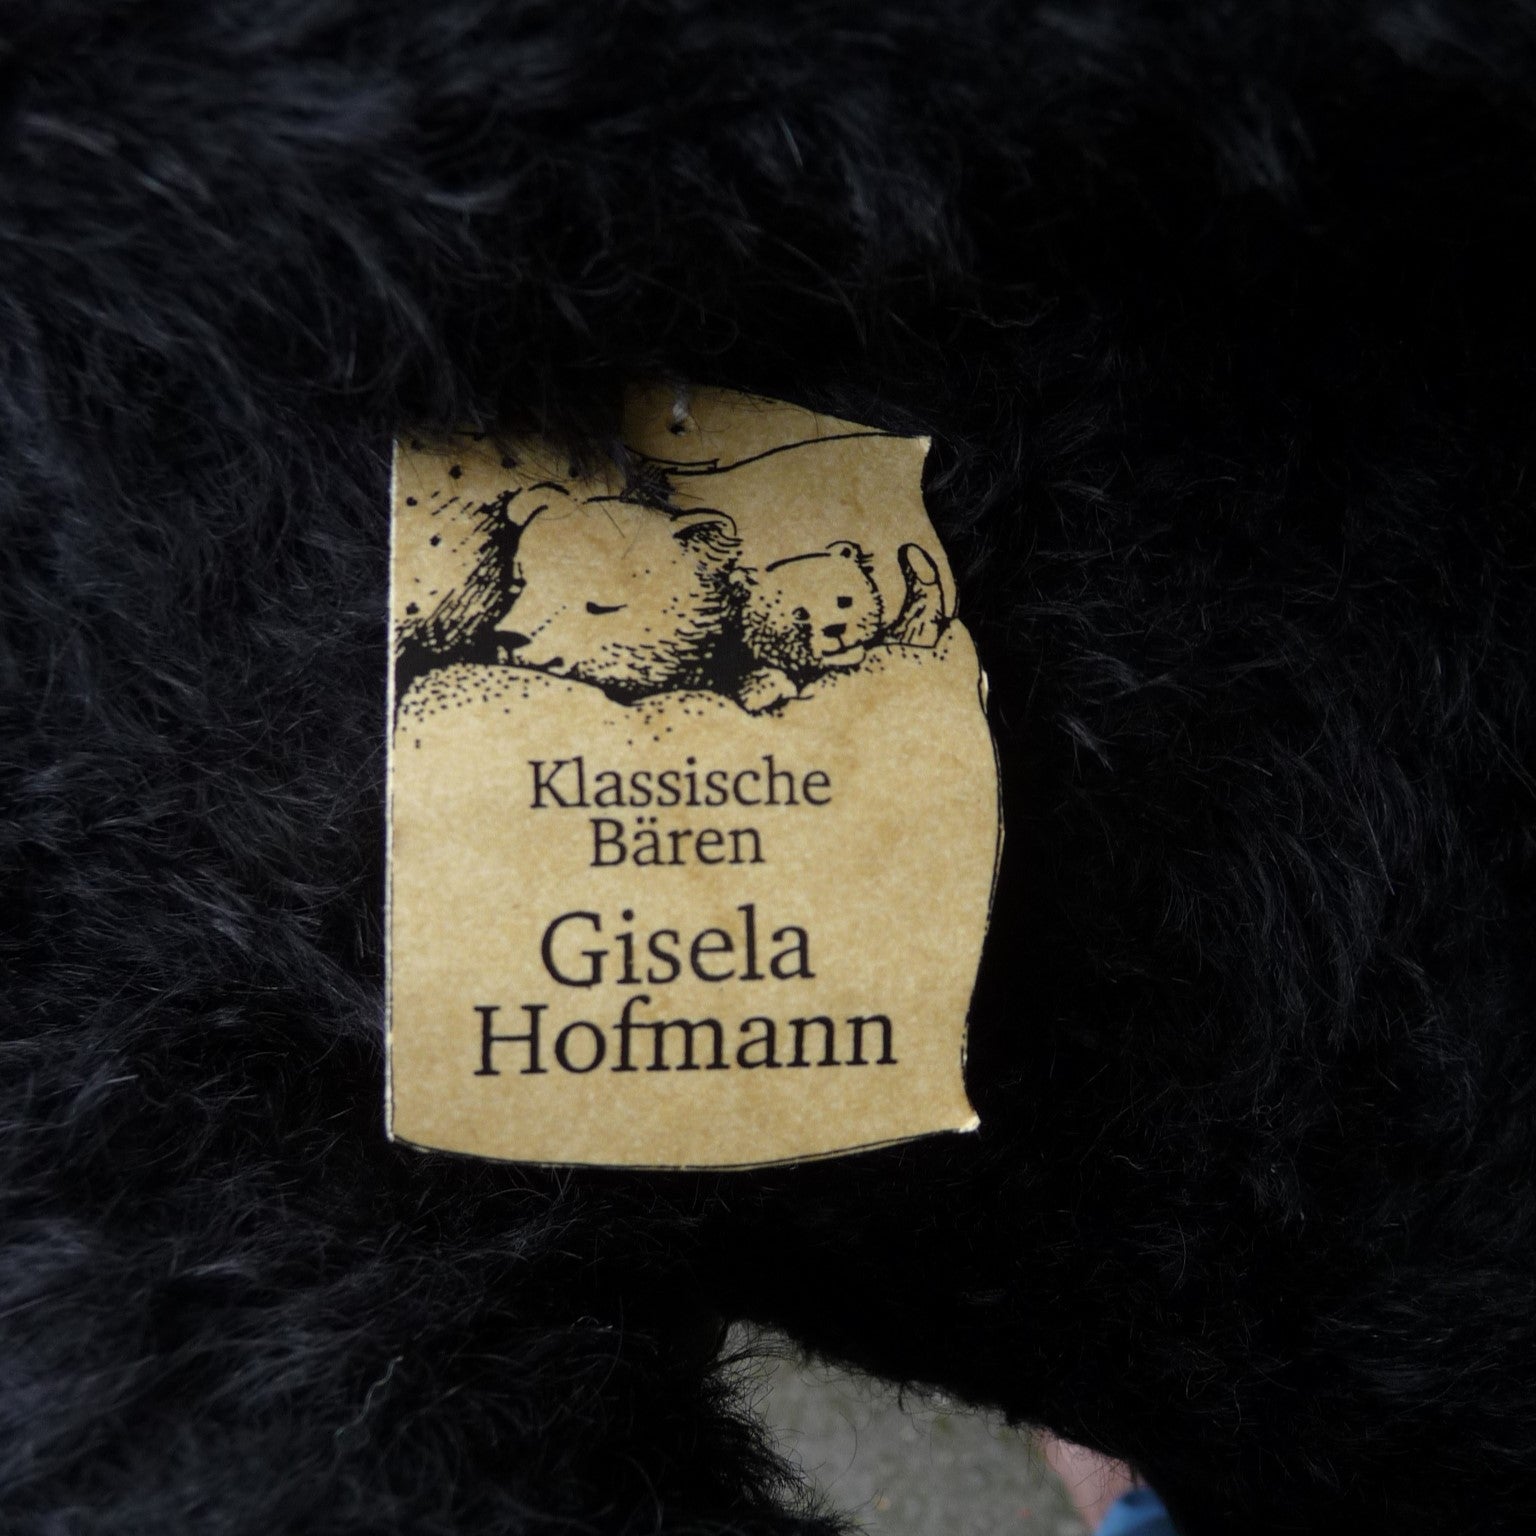 Klassische
Bären
Gisela
Hofmann